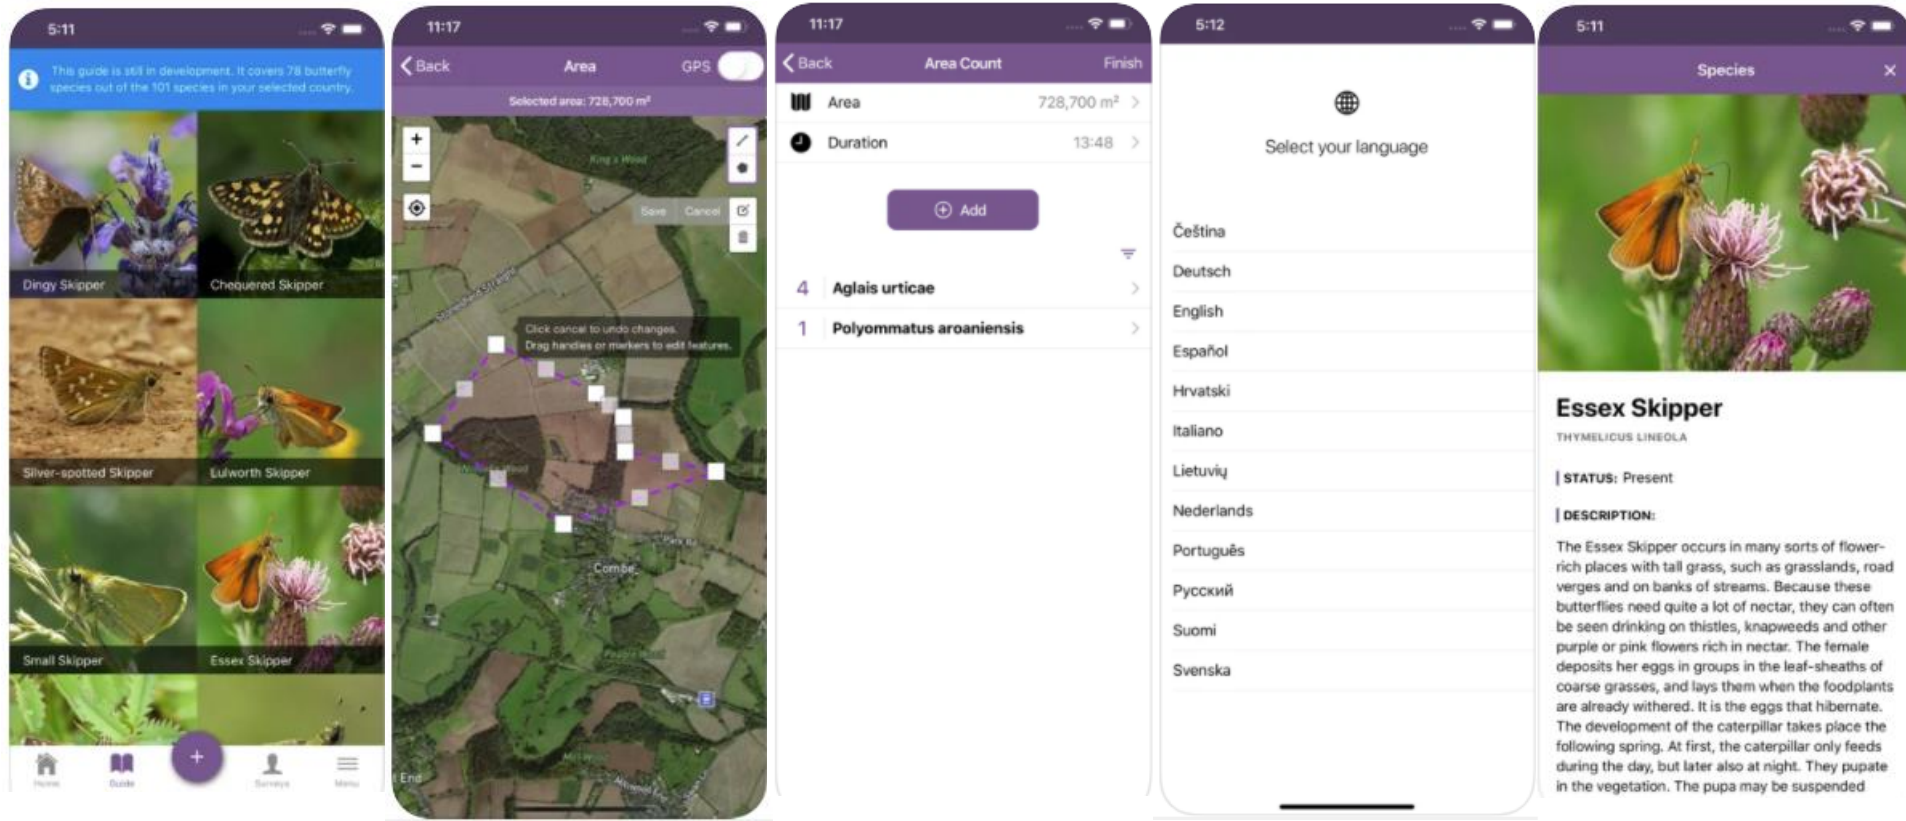 5:11
This guide is still in development. It covers 78 butterfly
species out of the 101 species in your selected country.
Dingy Skipper
Chequered Skipper
Silver-spotted Skipper
Lulworth Skipper
Small Skipper
Essex Skipper
Home
Guide
Surveys
Menu
11:17
Back
Area
GPS
Selected area: 728,700 m²
King's Wood
Save
Cancel
Click cancel to undo changes.
Drag handles or markers to edit features.
Combe
Park Rd
End
11:17
Back
Area Count
Finish
Area
728,700 m²
Duration
13:48
Add
4
Aglais urticae
1
Polyommatus aroaniensis
5:12
Select your language
Čeština
Deutsch
English
Español
Hrvatski
Italiano
Lietuvių
Nederlands
Português
Русский
Suomi
Svenska
5:11
Species
Essex Skipper
THYMELICUS LINEOLA
STATUS: Present
DESCRIPTION:
The Essex Skipper occurs in many sorts of flower-
rich places with tall grass, such as grasslands, road
verges and on banks of streams. Because these
butterflies need quite a lot of nectar, they can often
be seen drinking on thistles, knapweeds and other
purple or pink flowers rich in nectar. The female
deposits her eggs in groups in the leaf-sheaths of
coarse grasses, and lays them when the foodplants
are already withered. It is the eggs that hibernate.
The development of the caterpillar takes place the
following spring. At first, the caterpillar only feeds
during the day, but later also at night. They pupate
in the vegetation. The pupa may be suspended